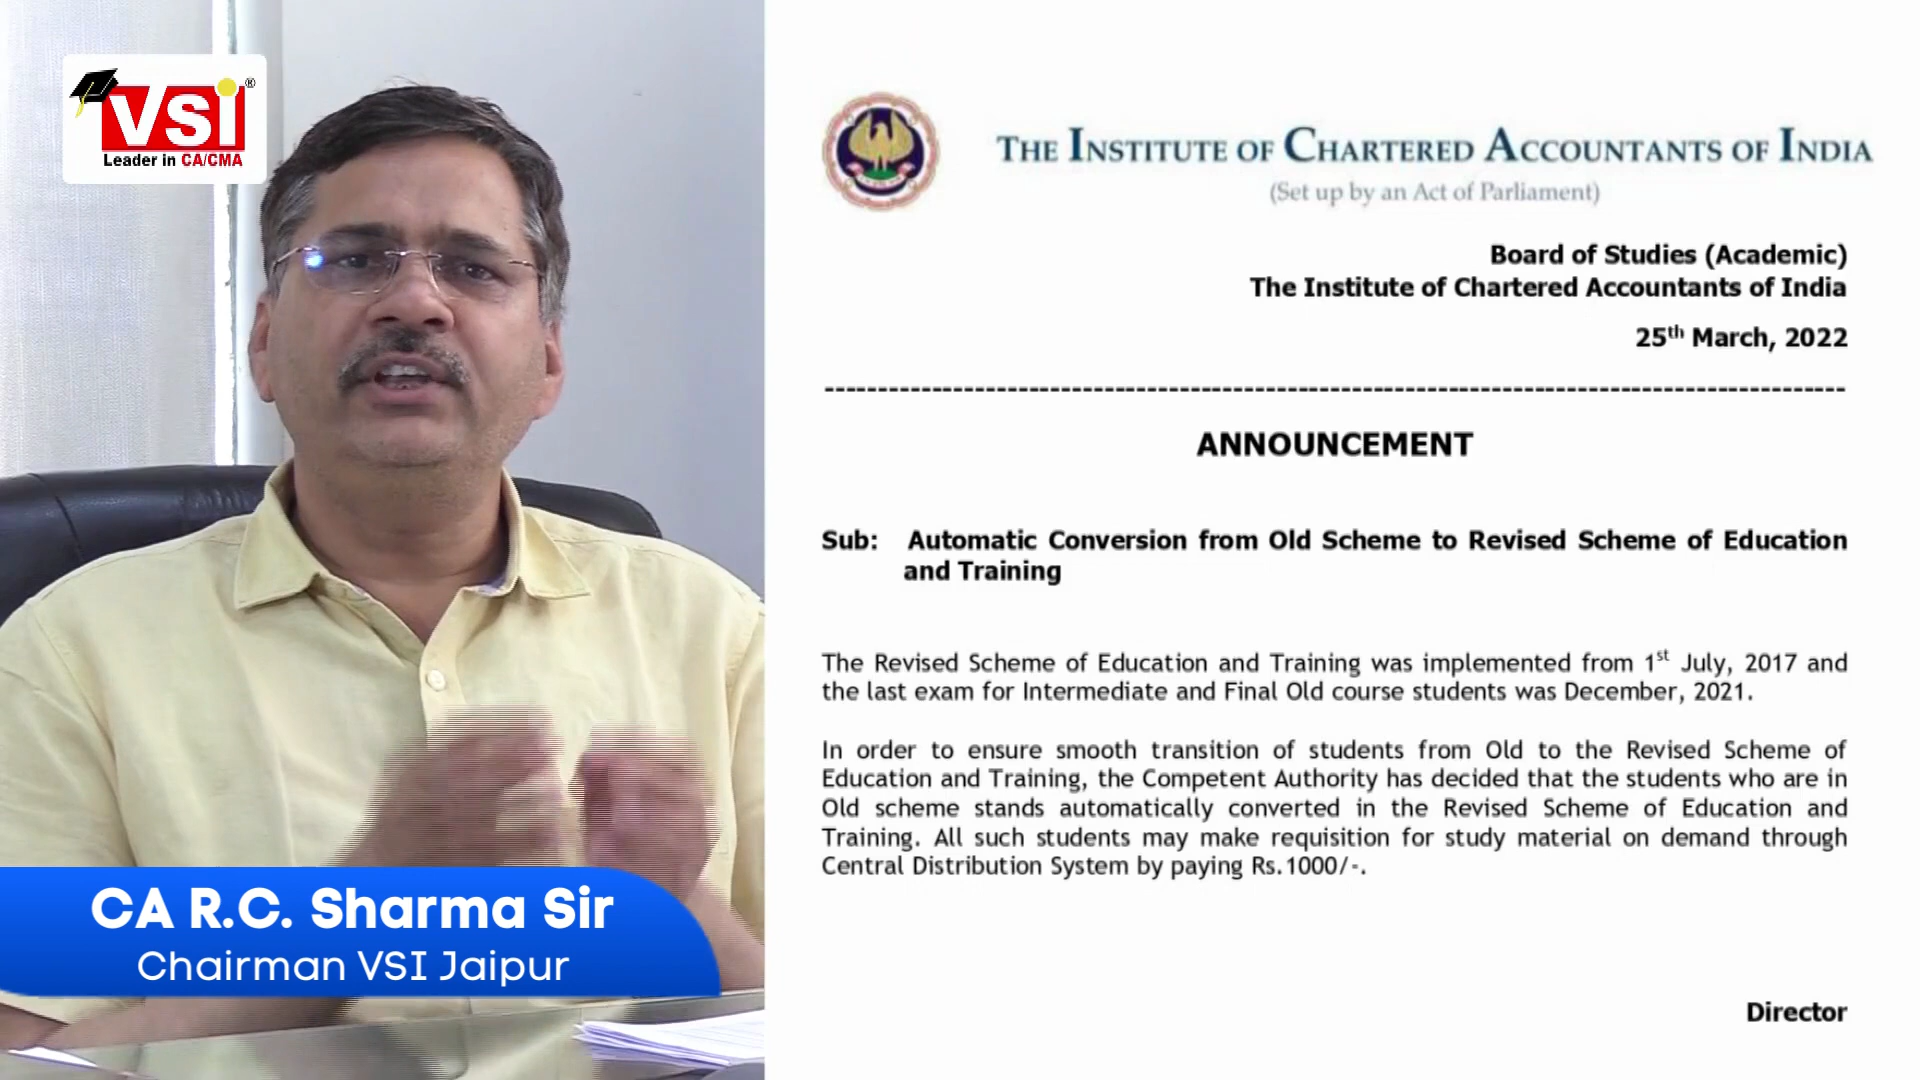 VSI®
Leader in CA/CMA
THE INSTITUTE OF CHARTERED ACCOUNTANTS OF INDIA
(Set up by an Act of Parliament)
Board of Studies (Academic)
The Institute of Chartered Accountants of India
25th March, 2022
--------------------------------------------------------------------------------------------------
ANNOUNCEMENT
Sub: Automatic Conversion from Old Scheme to Revised Scheme of Education
and Training
The Revised Scheme of Education and Training was implemented from 1st July, 2017 and
the last exam for Intermediate and Final Old course students was December, 2021.
In order to ensure smooth transition of students from Old to the Revised Scheme of
Education and Training, the Competent Authority has decided that the students who are in
Old scheme stands automatically converted in the Revised Scheme of Education and
Training. All such students may make requisition for study material on demand through
Central Distribution System by paying Rs.1000/-.
Director
CA R.C. Sharma Sir
Chairman VSI Jaipur